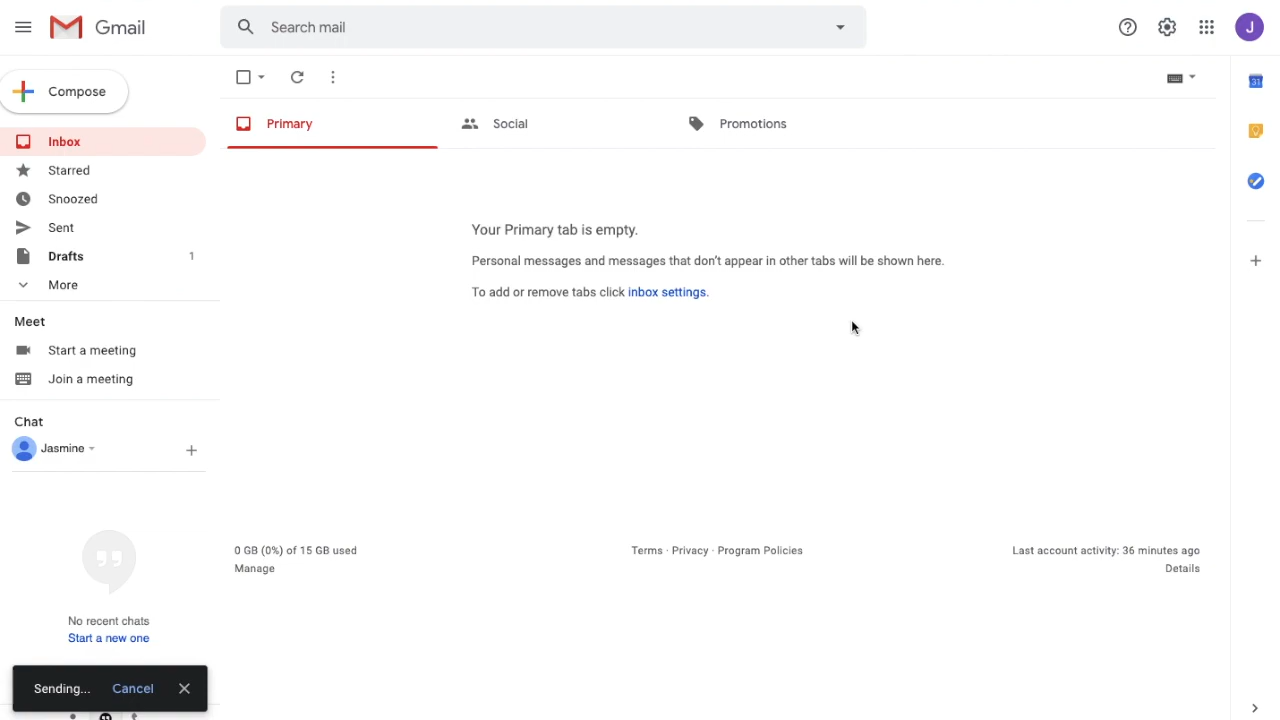 Gmail
Search mail
J
Compose
31
Primary
Social
Promotions
Inbox
Starred
Snoozed
Sent
Drafts 1
More
Your Primary tab is empty.
Personal messages and messages that don't appear in other tabs will be shown here.
To add or remove tabs click inbox settings.
Meet
Start a meeting
Join a meeting
Chat
Jasmine
0 GB (0%) of 15 GB used
Manage
Terms · Privacy · Program Policies
Last account activity: 36 minutes ago
Details
No recent chats
Start a new one
Sending... Cancel